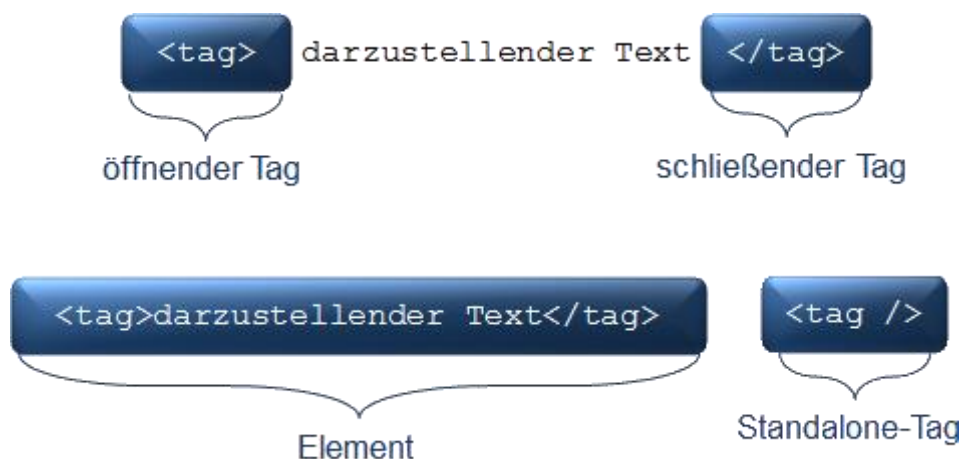 <tag> darzustellender Text </tag>
öffnender Tag
schließender Tag
<tag>darzustellender Text</tag>
<tag />
Element
Standalone-Tag